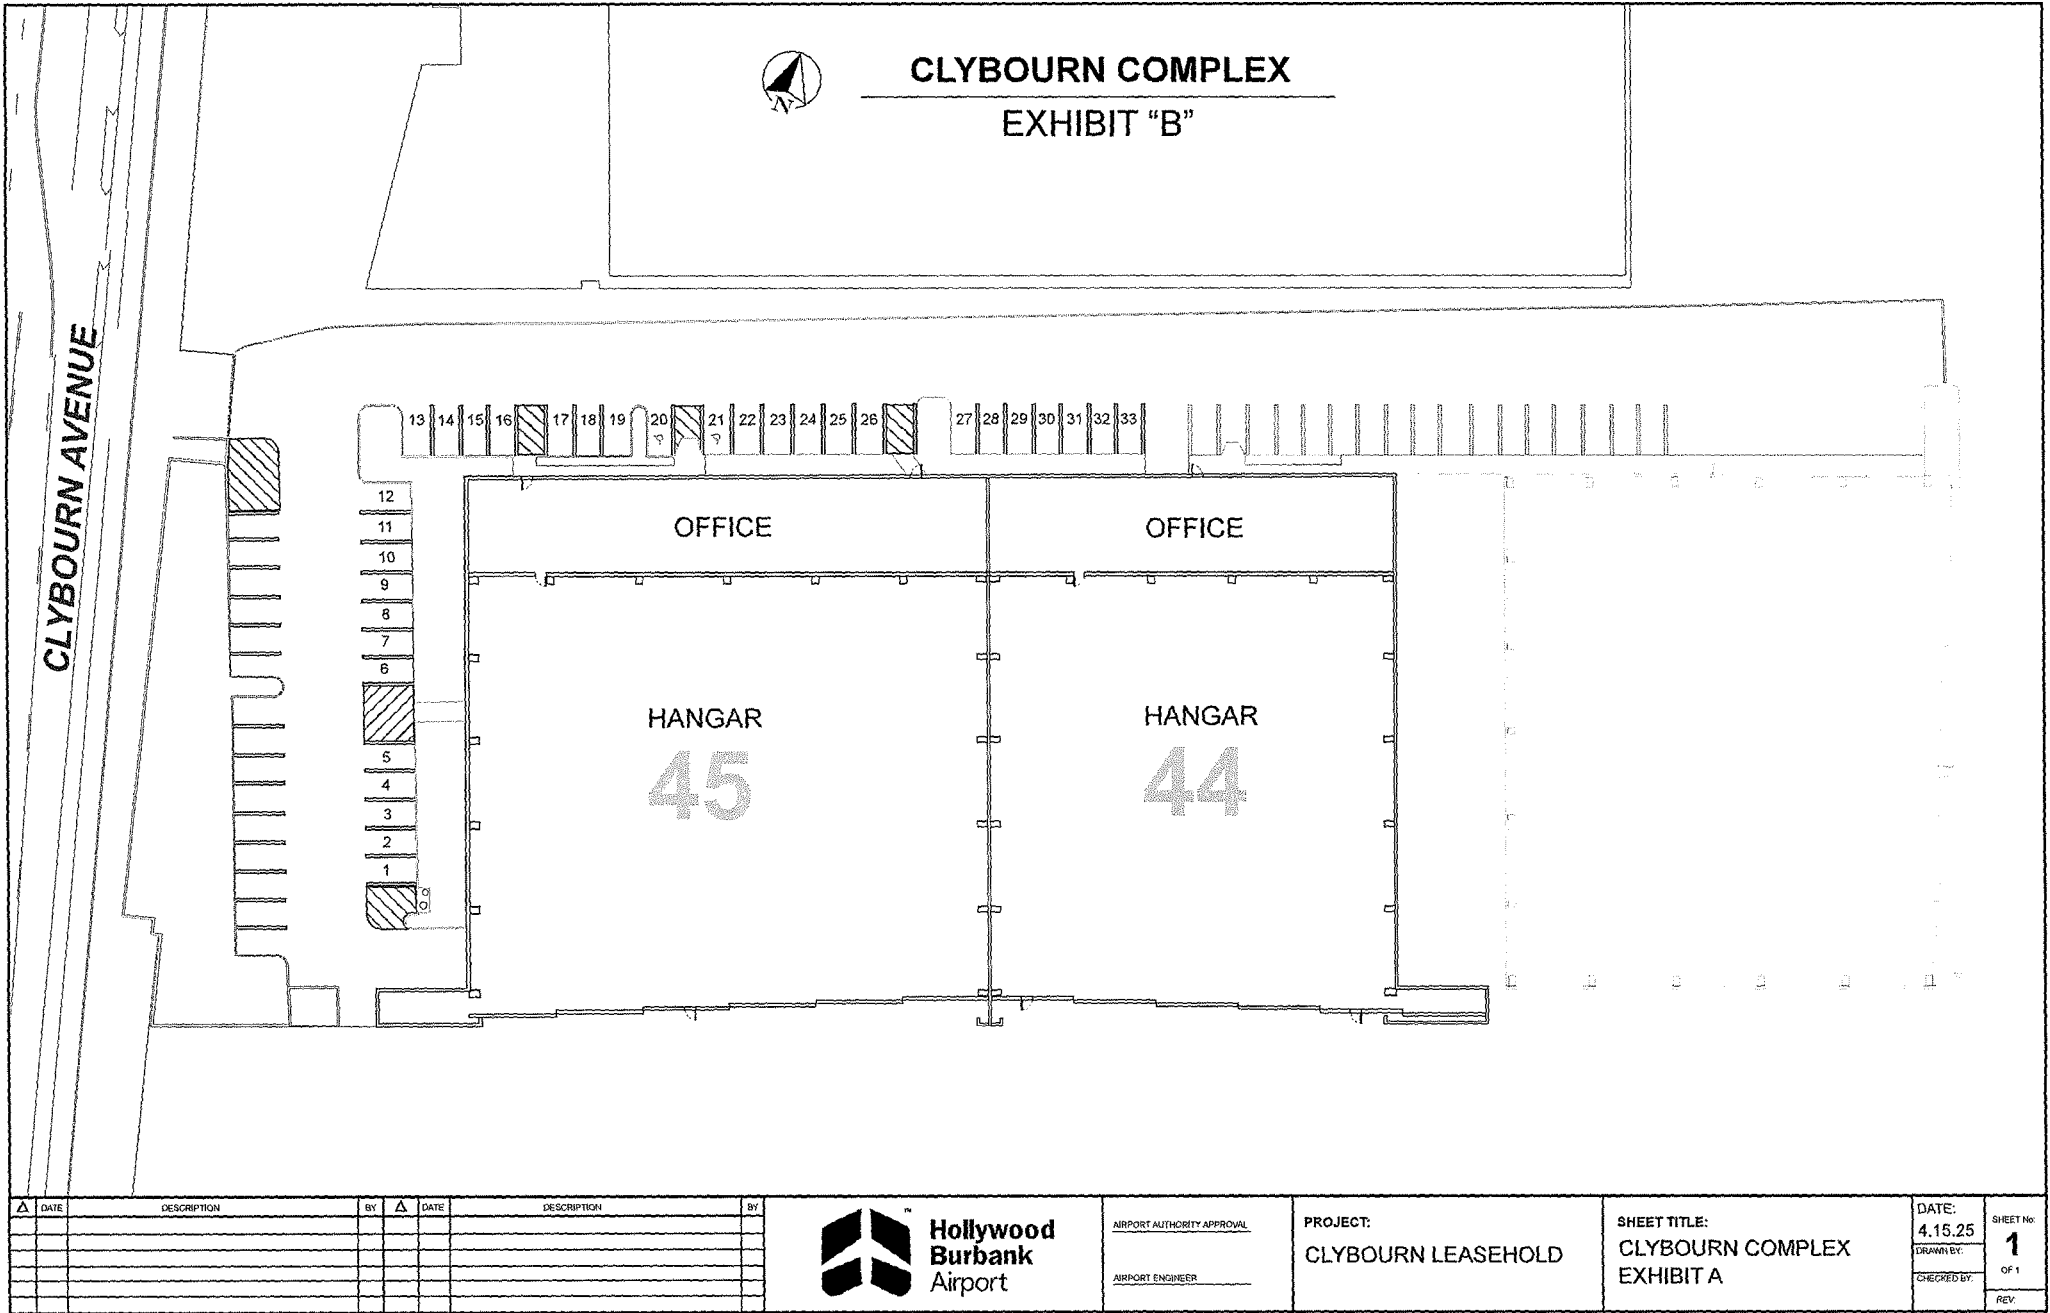 CLYBOURN COMPLEX
EXHIBIT “B”
N
CLYBOURN AVENUE
13 14 15 16 17 18 19 20 21 22 23 24 25 26 27 28 29 30 31 32 33
12
11
10
9
8
7
6
5
4
3
2
1
OFFICE OFFICE
HANGAR HANGAR
45 44
DATE DESCRIPTION BY DATE DESCRIPTION BY
Hollywood
Burbank
Airport
™
AIRPORT AUTHORITY APPROVAL
AIRPORT ENGINEER
PROJECT:
CLYBOURN LEASEHOLD
SHEET TITLE:
CLYBOURN COMPLEX
EXHIBIT A
DATE:
4.15.25
DRAWN BY:
CHECKED BY:
SHEET No:
1
OF 1
REV: